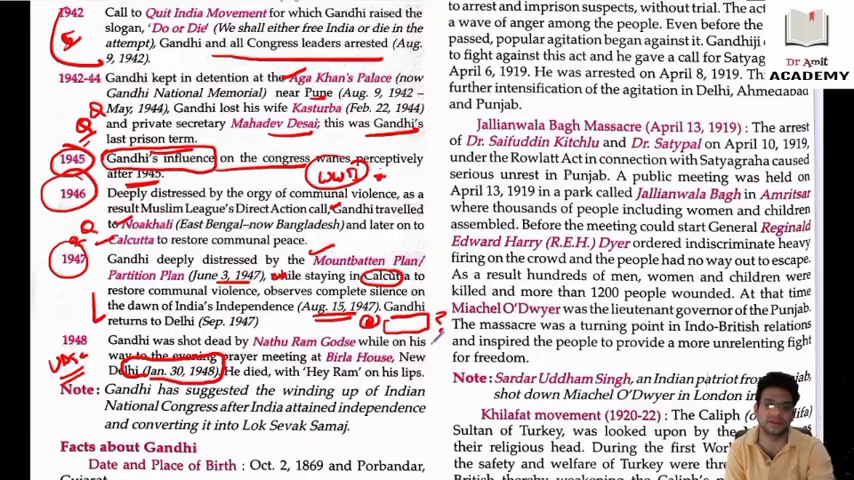 1942 Call to Quit India Movement for which Gandhi raised the
slogan, 'Do or Die' (We shall either free India or die in the
attempt), Gandhi and all Congress leaders arrested (Aug.
9, 1942).
1942-44 Gandhi kept in detention at the Aga Khan's Palace (now
Gandhi National Memorial) near Pune (Aug. 9, 1942 –
May, 1944), Gandhi lost his wife Kasturba (Feb. 22, 1944)
and private secretary Mahadev Desai; this was Gandhi's
last prison term.
1945 Gandhi's influence on the congress wanes perceptively
after 1945.
1946 Deeply distressed by the orgy of communal violence, as a
result Muslim League's Direct Action call, Gandhi travelled
to Noakhali (East Bengal–now Bangladesh) and later on to
Calcutta to restore communal peace.
1947 Gandhi deeply distressed by the Mountbatten Plan/
Partition Plan (June 3, 1947), while staying in Calcutta to
restore communal violence, observes complete silence on
the dawn of India's Independence (Aug. 15, 1947). Gandhi
returns to Delhi (Sep. 1947)
1948 Gandhi was shot dead by Nathu Ram Godse while on his
way to the evening prayer meeting at Birla House, New
Delhi (Jan. 30, 1948). He died, with 'Hey Ram' on his lips.
Note: Gandhi has suggested the winding up of Indian
National Congress after India attained independence
and converting it into Lok Sevak Samaj.
Facts about Gandhi
Date and Place of Birth : Oct. 2, 1869 and Porbandar,
Gujarat
to arrest and imprison suspects, without trial. The act
a wave of anger among the people. Even before the
passed, popular agitation began against it. Gandhiji
to fight against this act and he gave a call for Satyag
April 6, 1919. He was arrested on April 8, 1919. Th
further intensification of the agitation in Delhi, Ahmedabad
and Punjab.
Jallianwala Bagh Massacre (April 13, 1919) : The arrest
of Dr. Saifuddin Kitchlu and Dr. Satypal on April 10, 1919,
under the Rowlatt Act in connection with Satyagraha caused
serious unrest in Punjab. A public meeting was held on
April 13, 1919 in a park called Jallianwala Bagh in Amritsar
where thousands of people including women and children
assembled. Before the meeting could start General Reginald
Edward Harry (R.E.H.) Dyer ordered indiscriminate heavy
firing on the crowd and the people had no way out to escape.
As a result hundreds of men, women and children were
killed and more than 1200 people wounded. At that time
Miachel O'Dwyer was the lieutenant governor of the Punjab.
The massacre was a turning point in Indo-British relations
and inspired the people to provide a more unrelenting fight
for freedom.
Note: Sardar Uddham Singh, an Indian patriot from
shot down Miachel O'Dwyer in London in
Khilafat movement (1920-22) : The Caliph
Sultan of Turkey, was looked upon by the
their religious head. During the first Wor
the safety and welfare of Turkey were thre
British thereby weakening the Caliph's
Dr Amit
ACADEMY